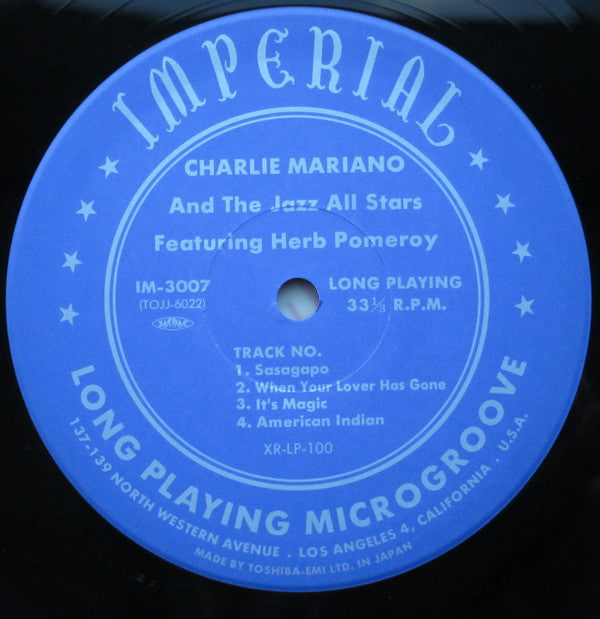 IMPERIAL
CHARLIE MARIANO
And The Jazz All Stars
Featuring Herb Pomeroy
IM-3007
(TOJJ-6022)
LONG PLAYING
33⅓ R.P.M.
TRACK NO.
1. Sasagapo
2. When Your Lover Has Gone
3. It's Magic
4. American Indian
XR-LP-100
LONG PLAYING MICROGROOVE
137-139 NORTH WESTERN AVENUE . LOS ANGELES 4, CALIFORNIA . U.S.A.
MADE BY TOSHIBA-EMI LTD. IN JAPAN